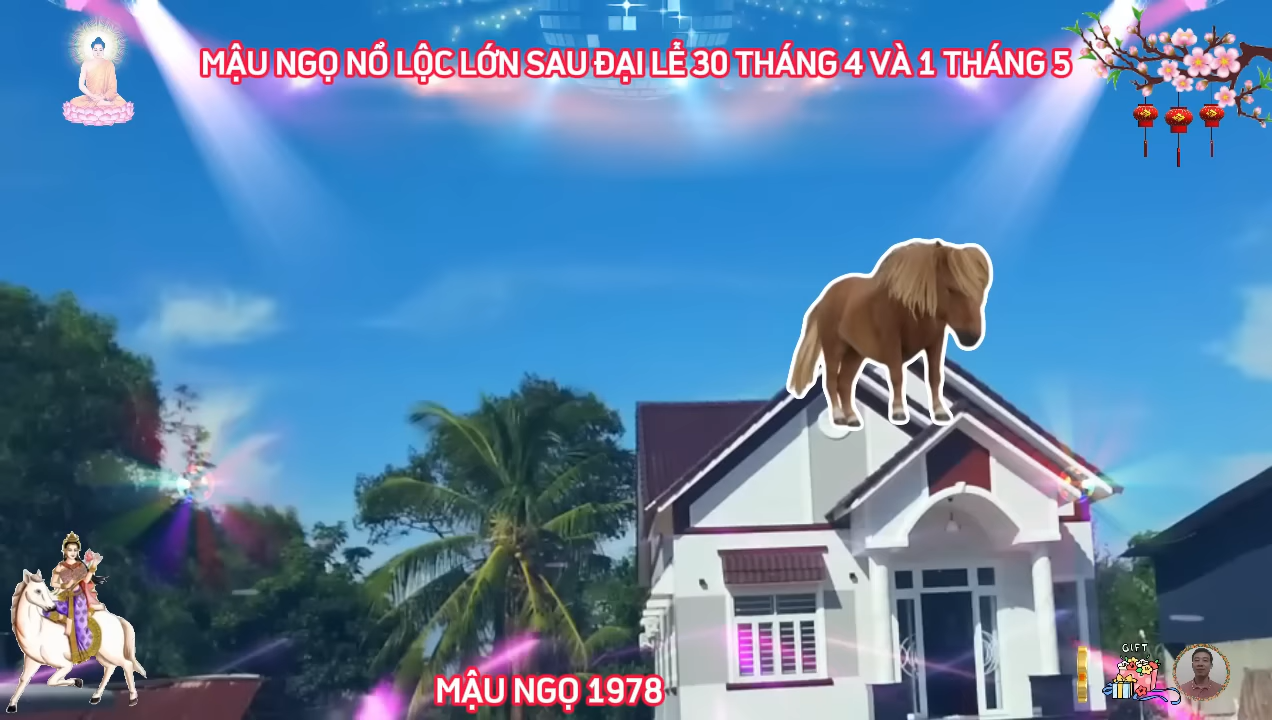 MẬU NGỌ NỔ LỘC LỚN SAU ĐẠI LỄ 30 THÁNG 4 VÀ 1 THÁNG 5
GIFT
MẬU NGỌ 1978